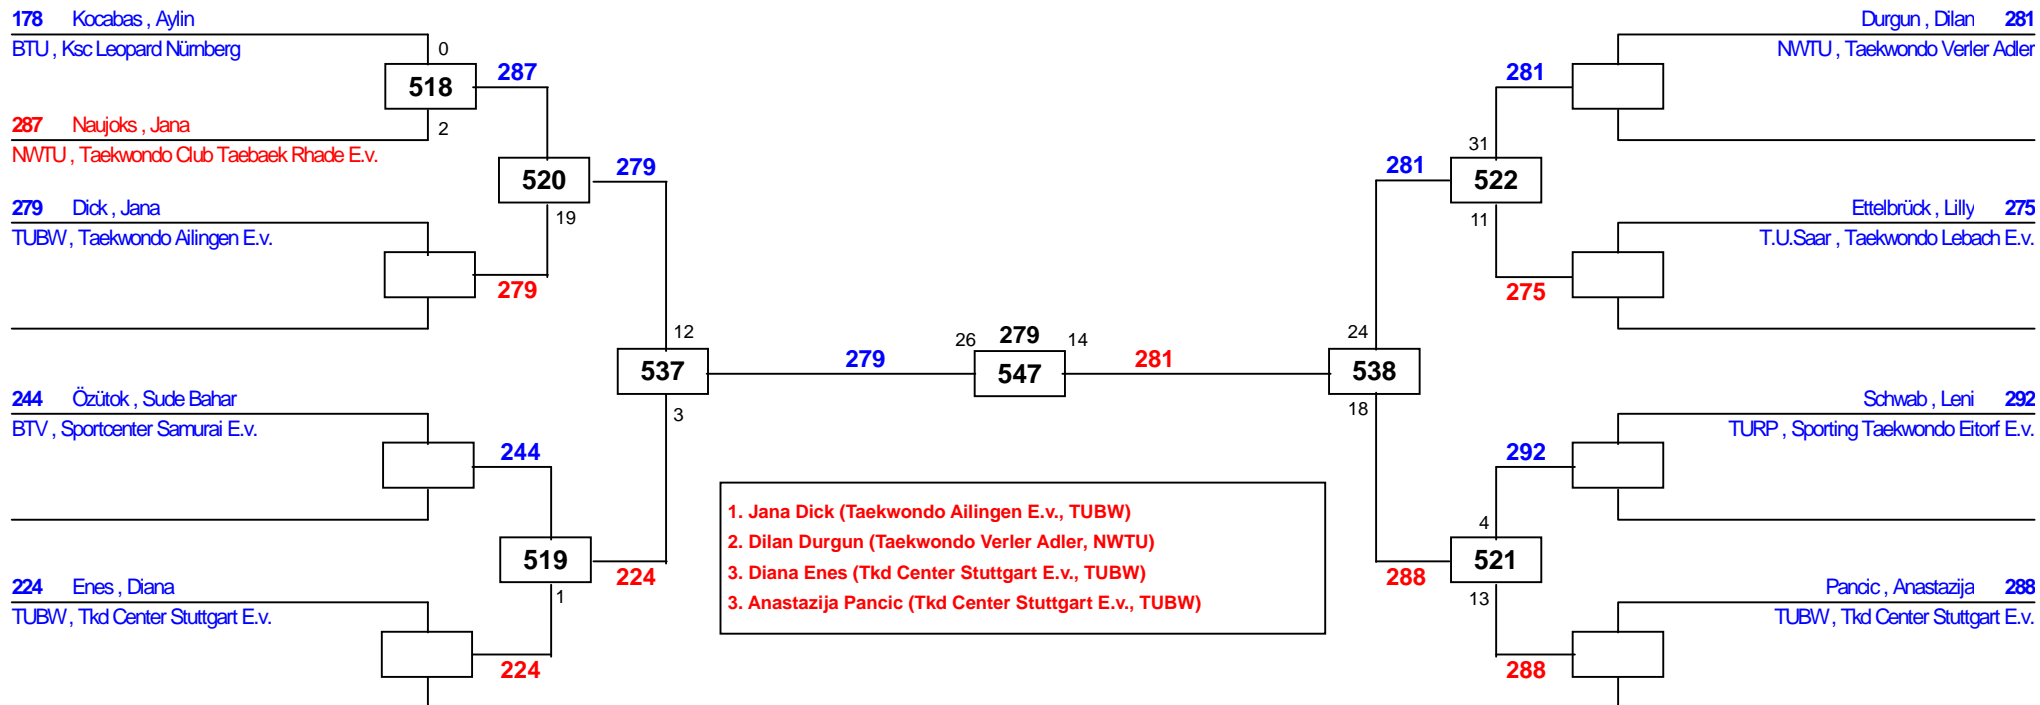 178 Kocabas , Aylin
BTU , Ksc Leopard Nürnberg
0
518
287
2
287 Naujoks , Jana
NWTU , Taekwondo Club Taebaek Rhade E.v.
520
279
19
279 Dick , Jana
TUBW , Taekwondo Ailingen E.v.
279
12
537
3
279
244 Özütok , Sude Bahar
BTV , Sportcenter Samurai E.v.
244
519
224
1
224 Enes , Diana
TUBW , Tkd Center Stuttgart E.v.
224
26 279 14
547
281
1. Jana Dick (Taekwondo Ailingen E.v., TUBW)
2. Dilan Durgun (Taekwondo Verler Adler, NWTU)
3. Diana Enes (Tkd Center Stuttgart E.v., TUBW)
3. Anastazija Pancic (Tkd Center Stuttgart E.v., TUBW)
Durgun , Dilan 281
NWTU , Taekwondo Verler Adler
281
31
281
522
11
Ettelbrück , Lilly 275
T.U.Saar , Taekwondo Lebach E.v.
275
24
538
18
Schwab , Leni 292
TURP , Sporting Taekwondo Eitorf E.v.
292
4
521
288
13
Pancic , Anastazija 288
TUBW , Tkd Center Stuttgart E.v.
288